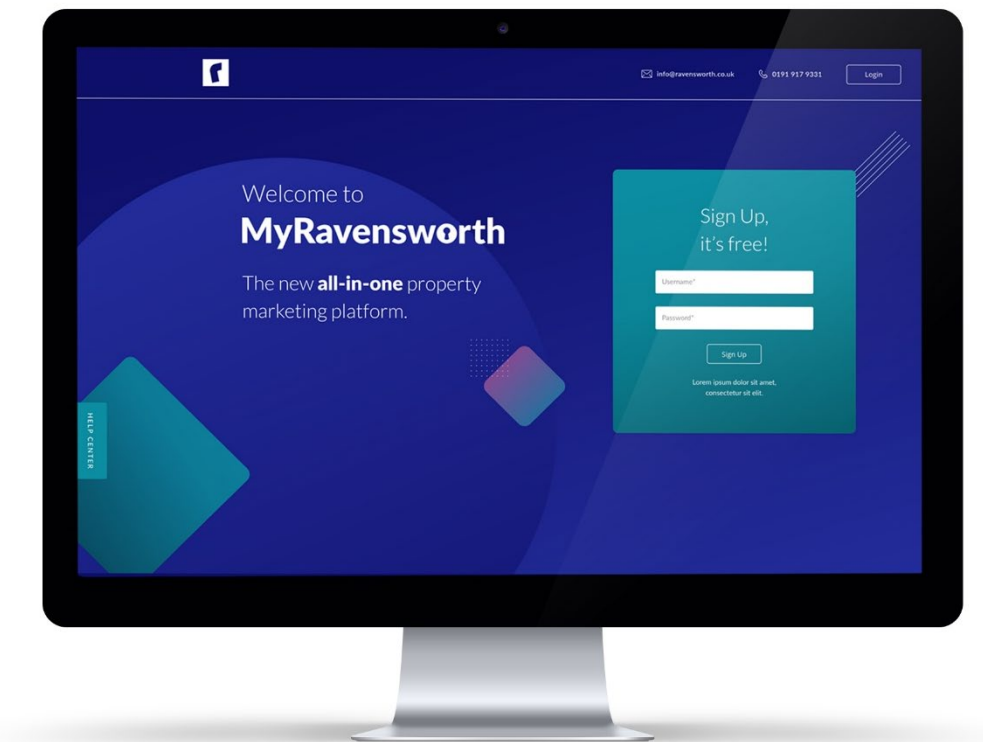 info@ravensworth.co.uk
0191 917 9331
Login
Welcome to
MyRavensworth
The new all-in-one property
marketing platform.
Sign Up,
it's free!
Username*
Password*
Sign Up
Lorem ipsum dolor sit amet,
consectetur sit elit.
HELP CENTER